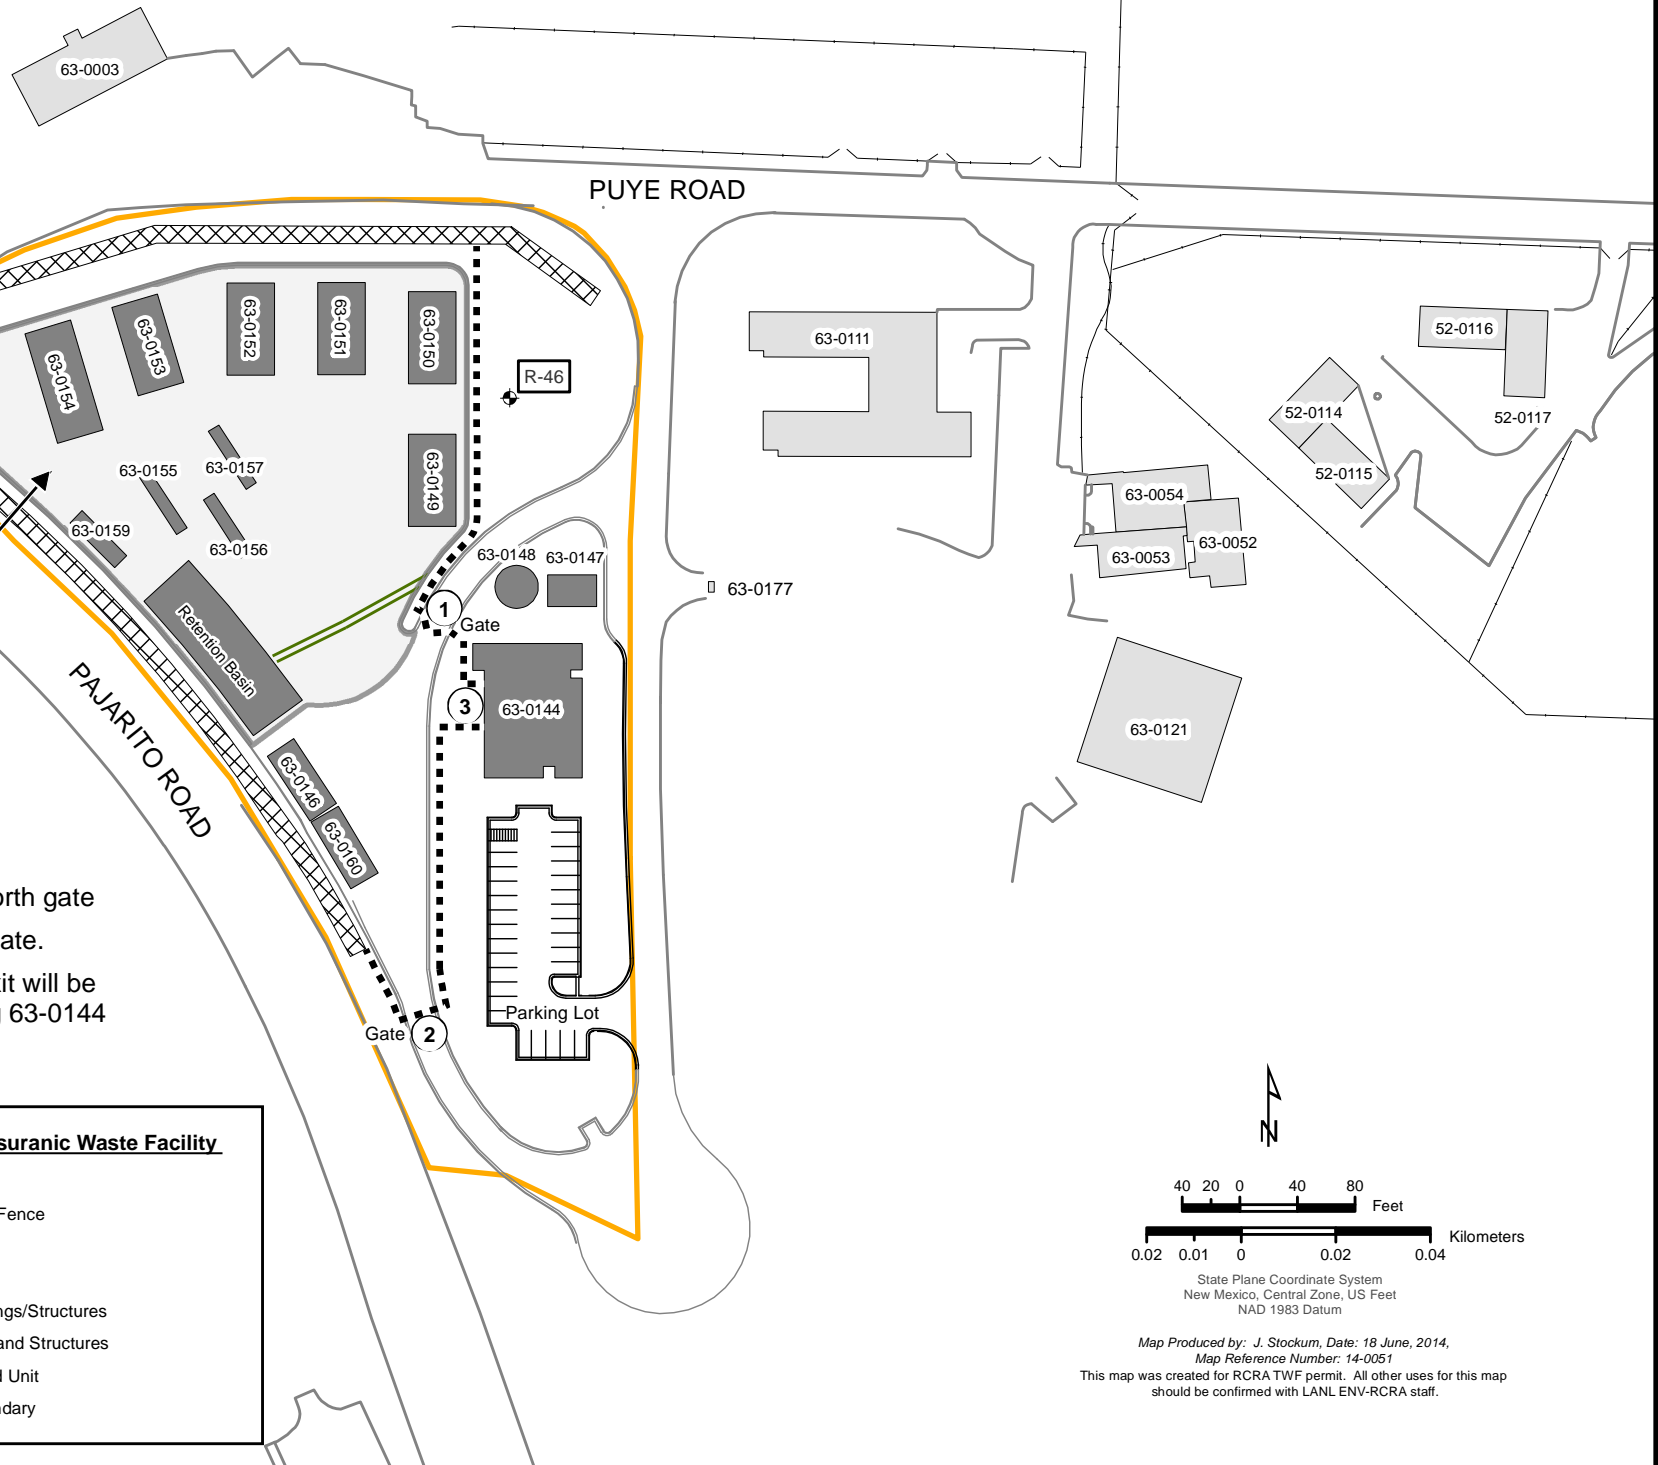 63-0003
PUYE ROAD
63-0154
63-0153
63-0152
63-0151
63-0150
R-46
63-0111
52-0116
52-0117
52-0114
52-0115
63-0155
63-0157
63-0149
63-0159
63-0156
63-0148
63-0147
63-0054
63-0053
63-0052
63-0177
1
Gate
Retention Basin
3
63-0144
63-0121
PAJARITO ROAD
63-0146
63-0160
orth gate
ate.
it will be
63-0144
Parking Lot
Gate
2
suranic Waste Facility
Fence
ngs/Structures
and Structures
Unit
dary
N
40 20 0 40 80
Feet
Kilometers
0.02 0.01 0 0.02 0.04
State Plane Coordinate System
New Mexico, Central Zone, US Feet
NAD 1983 Datum
Map Produced by: J. Stockum, Date: 18 June, 2014,
Map Reference Number: 14-0051
This map was created for RCRA TWF permit. All other uses for this map
should be confirmed with LANL ENV-RCRA staff.